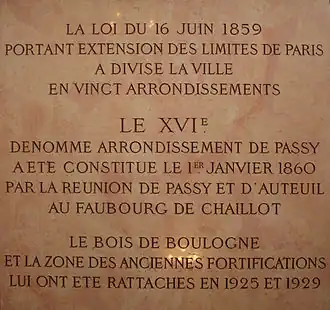 LA LOI DU 16 JUIN 1859
PORTANT EXTENSION DES LIMITES DE PARIS
A DIVISE LA VILLE
EN VINGT ARRONDISSEMENTS
LE XVIE
DENOMME ARRONDISSEMENT DE PASSY
A ETE CONSTITUE LE 1ER JANVIER 1860
PAR LA REUNION DE PASSY ET D'AUTEUIL
AU FAUBOURG DE CHAILLOT
LE BOIS DE BOULOGNE
ET LA ZONE DES ANCIENNES FORTIFICATIONS
LUI ONT ETE RATTACHES EN 1925 ET 1929